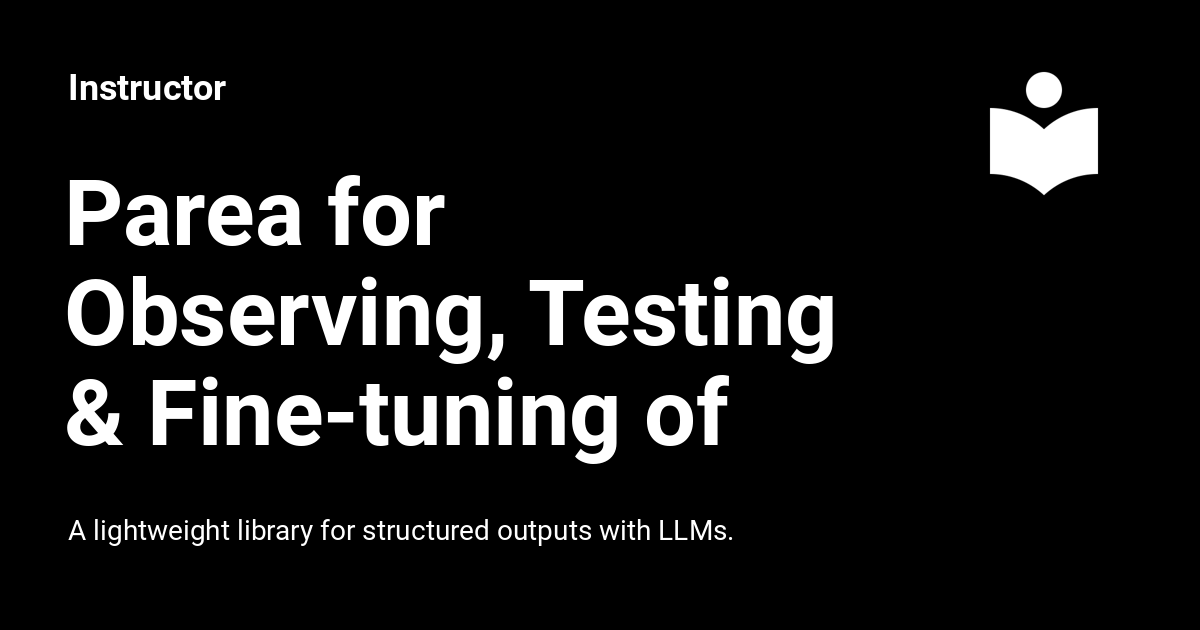 Instructor
Parea for
Observing, Testing
& Fine-tuning of
A lightweight library for structured outputs with LLMs.